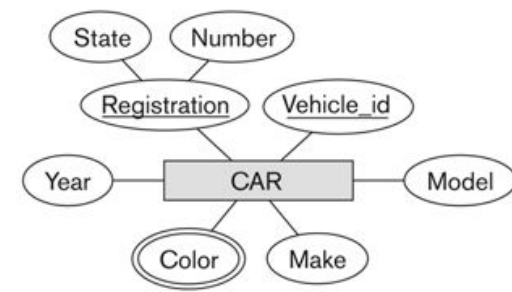 State
Number
Registration
Vehicle_id
Year
CAR
Model
Color
Make